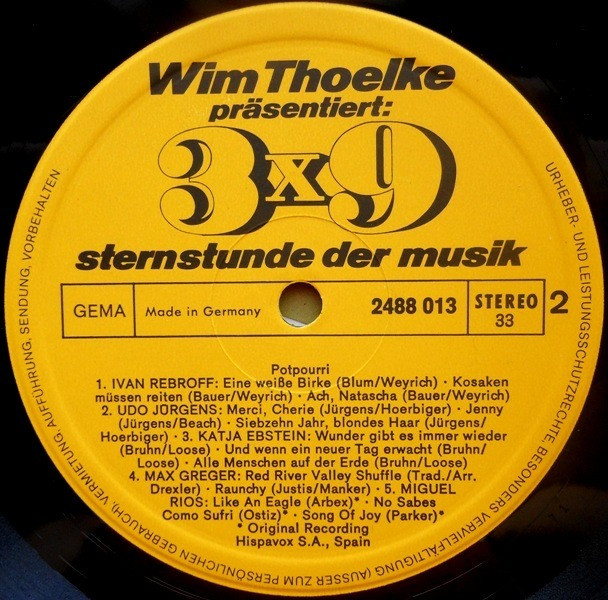 Wim Thoelke
präsentiert:
3x9
sternstunde der musik
GEMA
Made in Germany
2488 013
STEREO
33
2
Potpourri
1. IVAN REBROFF: Eine weiße Birke (Blum/Weyrich) · Kosaken
müssen reiten (Bauer/Weyrich) · Ach, Natascha (Bauer/Weyrich)
2. UDO JÜRGENS: Merci, Cherie (Jürgens/Hoerbiger) · Jenny
(Jürgens/Beach) · Siebzehn Jahr, blondes Haar (Jürgens/
Hoerbiger) · 3. KATJA EBSTEIN: Wunder gibt es immer wieder
(Bruhn/Loose) · Und wenn ein neuer Tag erwacht (Bruhn/
Loose) · Alle Menschen auf der Erde (Bruhn/Loose)
4. MAX GREGER: Red River Valley Shuffle (Trad./Arr.
Drexler) · Raunchy (Justis/Manker) · 5. MIGUEL
RIOS: Like An Eagle (Arbex)* · No Sabes
Como Sufri (Ostiz)* · Song Of Joy (Parker)*
* Original Recording
Hispavox S.A., Spain
URHEBER- UND LEISTUNGSSCHUTZRECHTE, BESONDERS VERVIELFÄLTIGUNG (AUSSER ZUM PERSÖNLICHEN GEBRAUCH), VERMIETUNG, AUFFÜHRUNG, SENDUNG, VORBEHALTEN